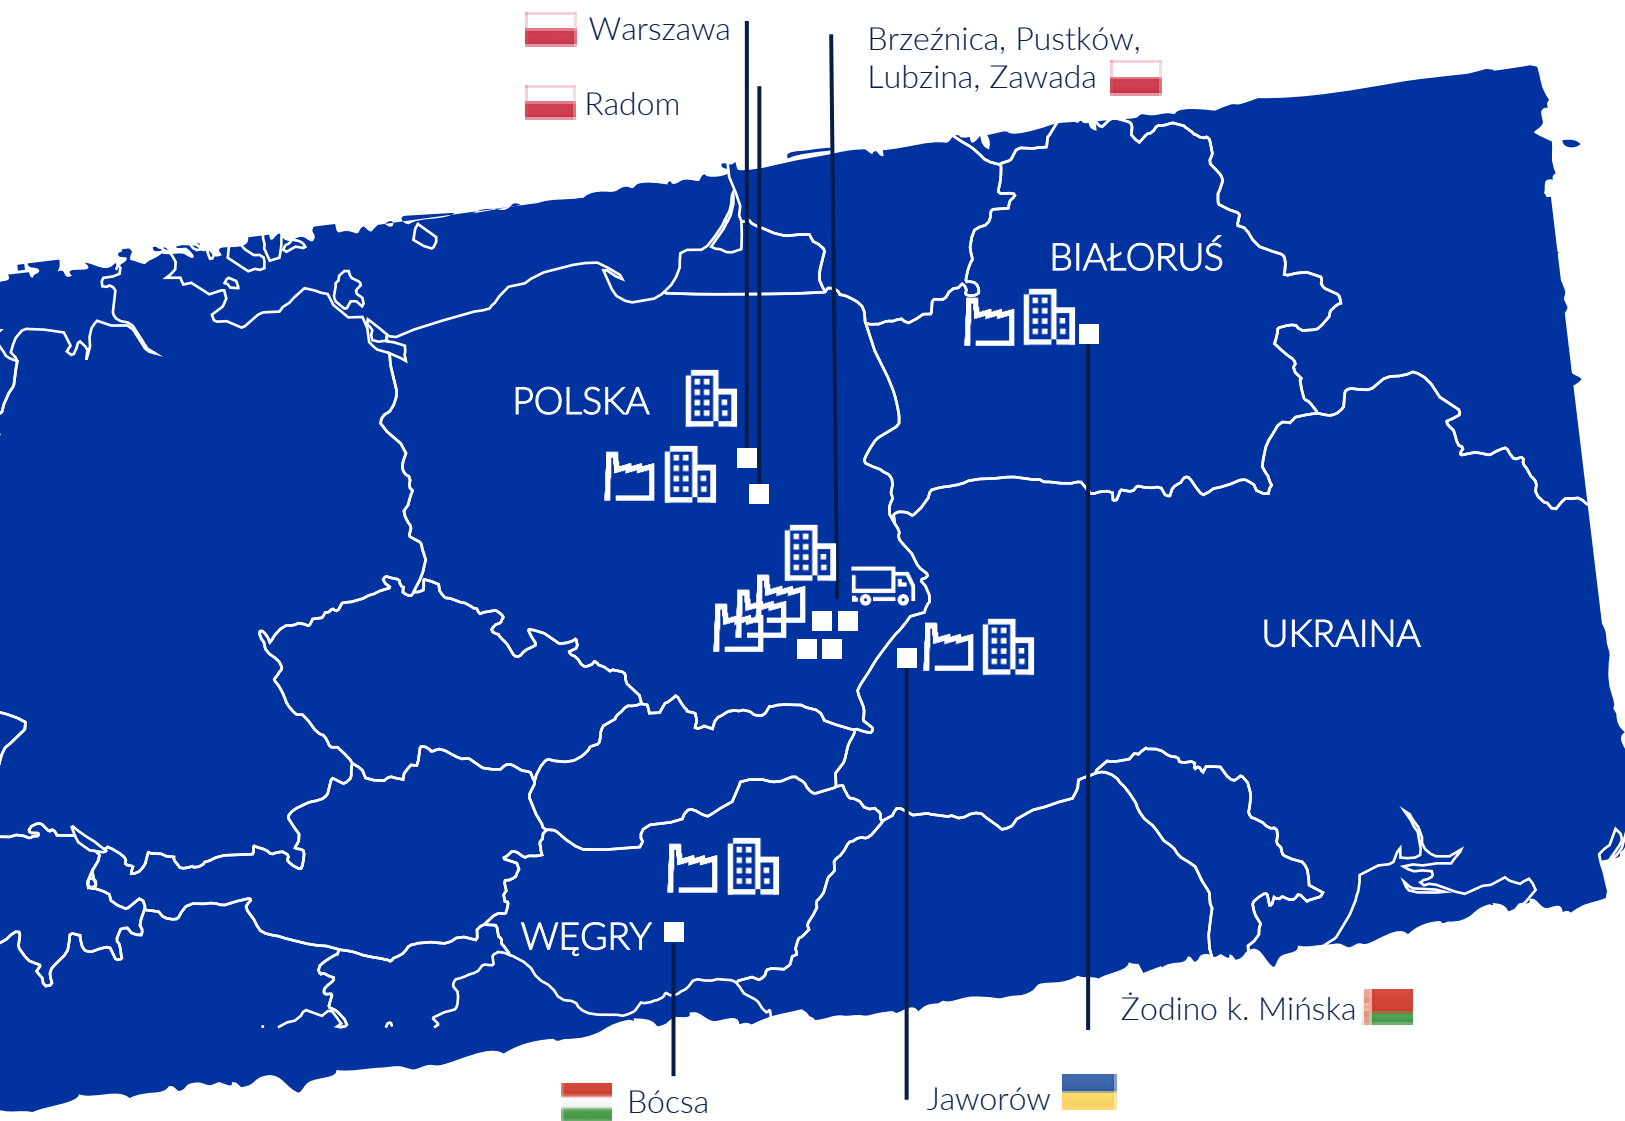 Warszawa
Brzeźnica, Pustków,
Lubzina, Zawada
Radom
BIAŁORUŚ
POLSKA
UKRAINA
WĘGRY
Żodino k. Mińska
Jaworów
Bócsa